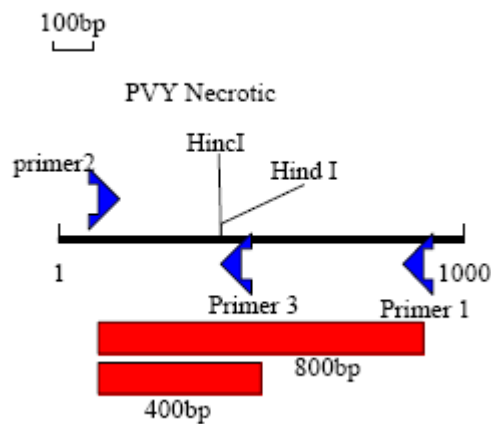 100bp
PVY Necrotic
HincI
primer2
Hind I
1
1000
Primer 3
Primer 1
800bp
400bp